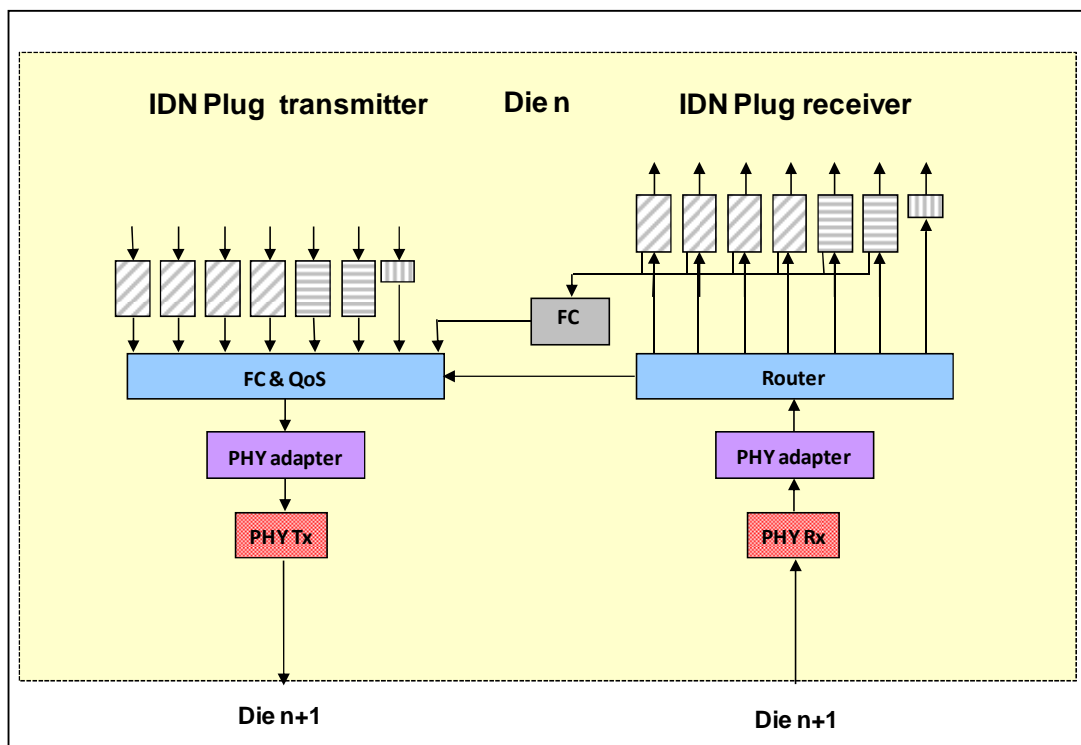 IDN Plug transmitter
Die n
IDN Plug receiver
FC
FC & QoS
Router
PHY adapter
PHY adapter
PHY Tx
PHY Rx
Die n+1
Die n+1